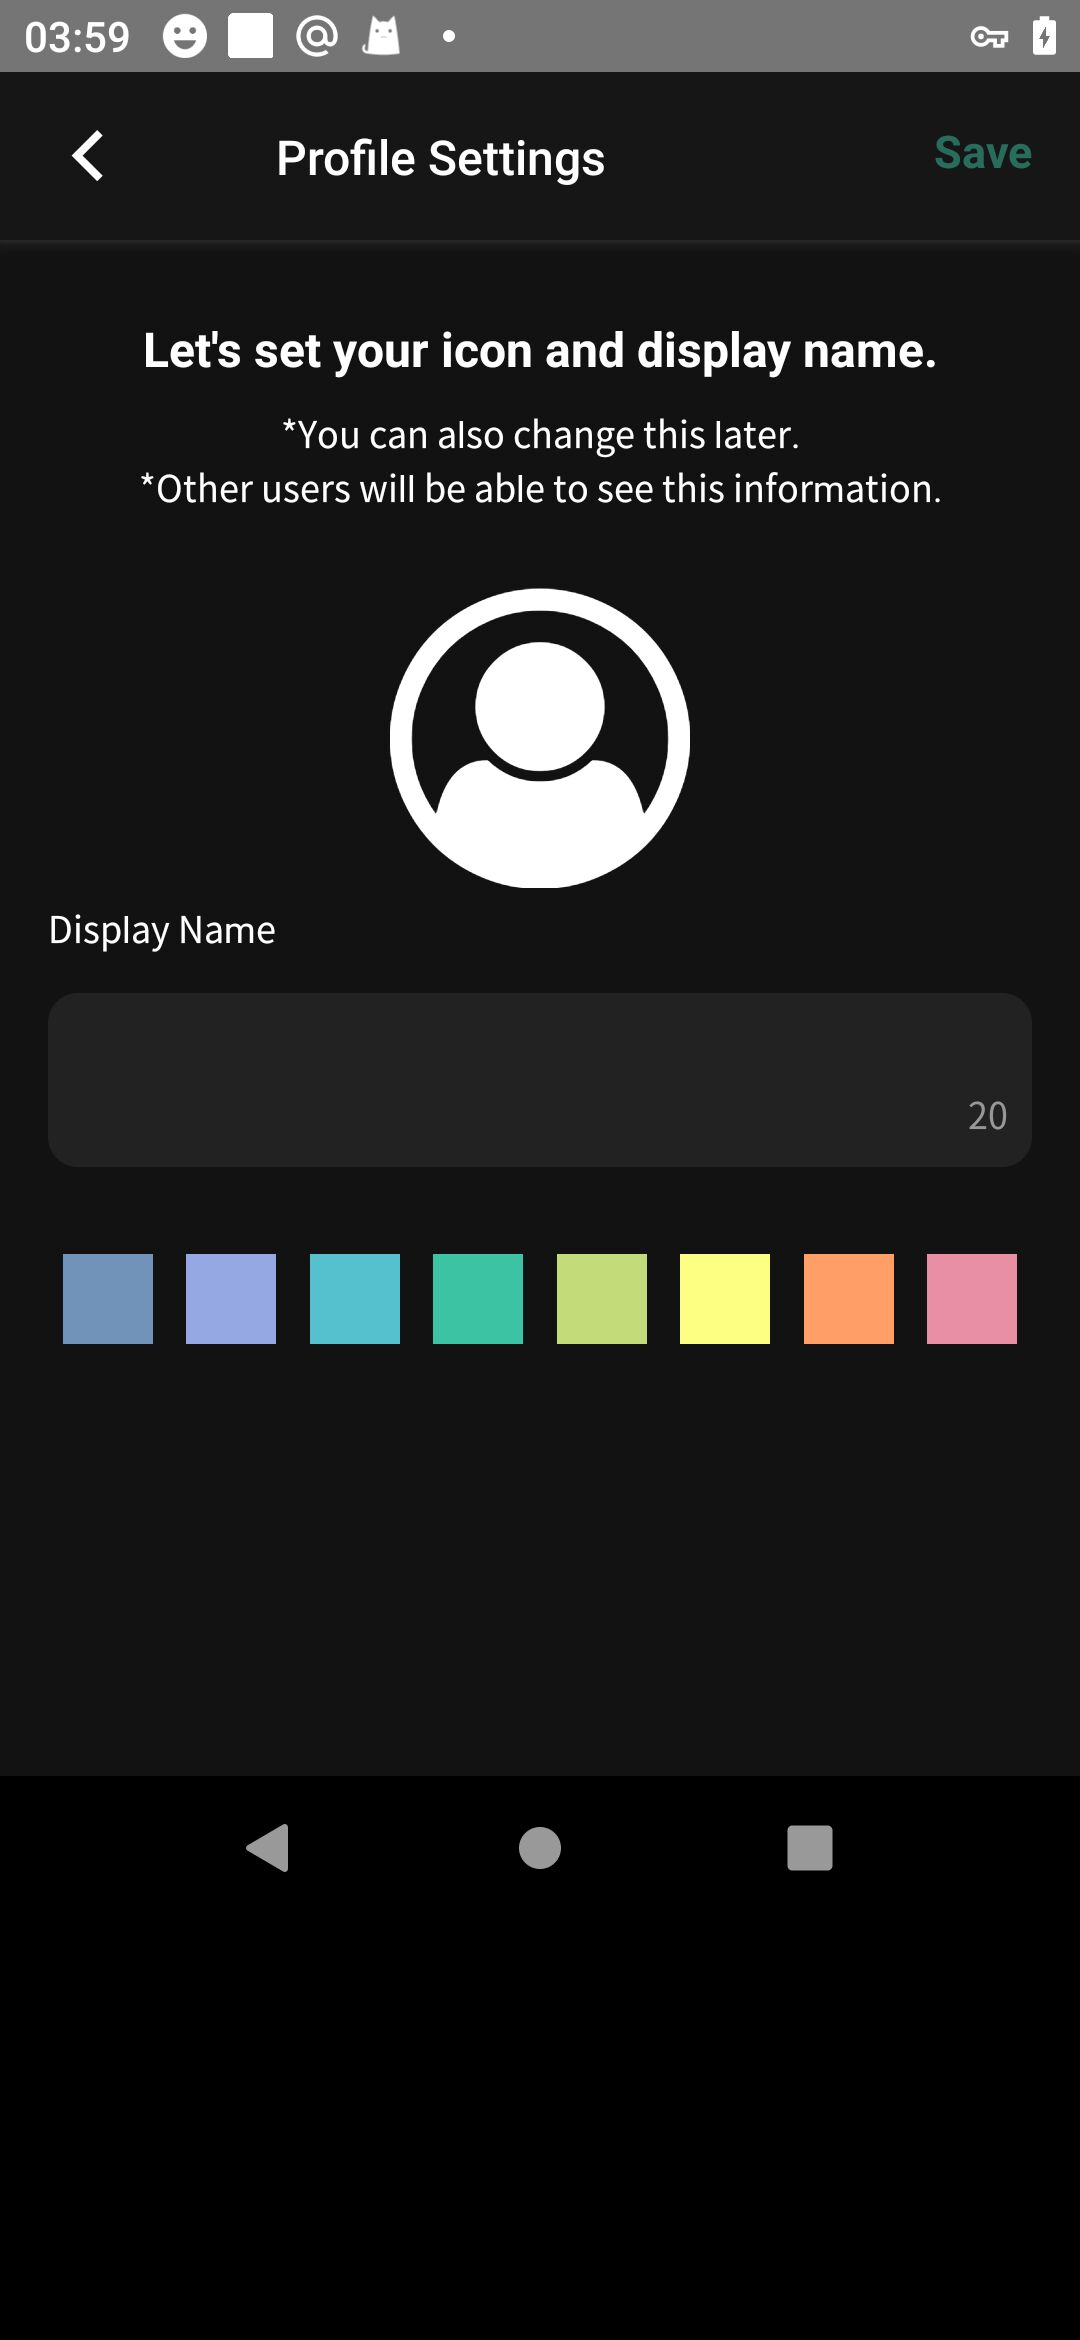 03:59
Profile Settings
Save
Let's set your icon and display name.
*You can also change this later.
*Other users will be able to see this information.
Display Name
20